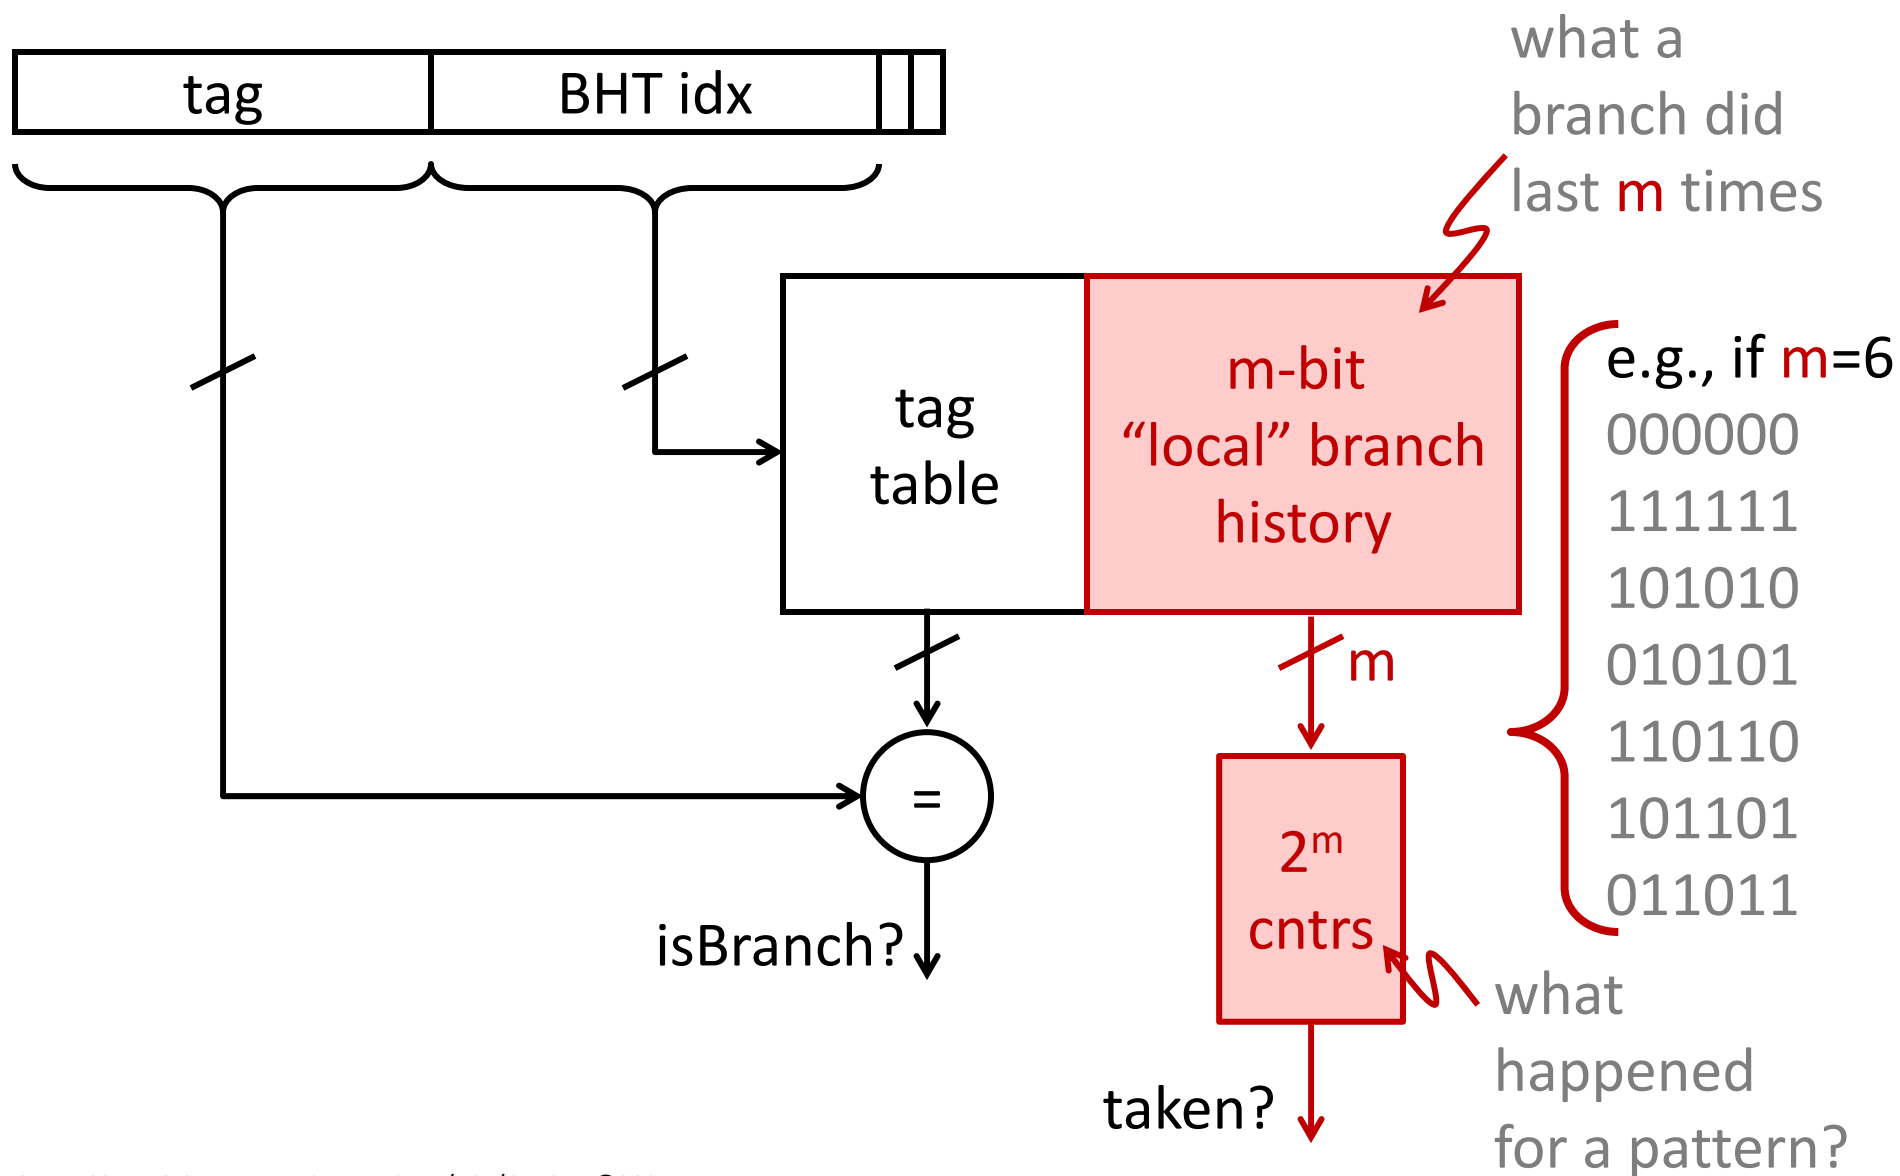 tag
BHT idx
what a
branch did
last m times
tag
table
m-bit
“local” branch
history
m
e.g., if m=6
000000
111111
101010
010101
110110
101101
011011
=
2ᵐ
cntrs
isBranch?
taken?
what
happened
for a pattern?